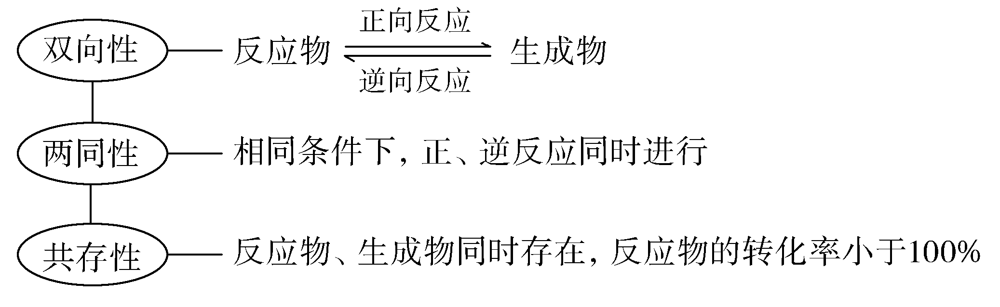 正向反应
双向性 反应物 ⇌ 生成物
逆向反应
两同性 相同条件下，正、逆反应同时进行
共存性 反应物、生成物同时存在，反应物的转化率小于100%